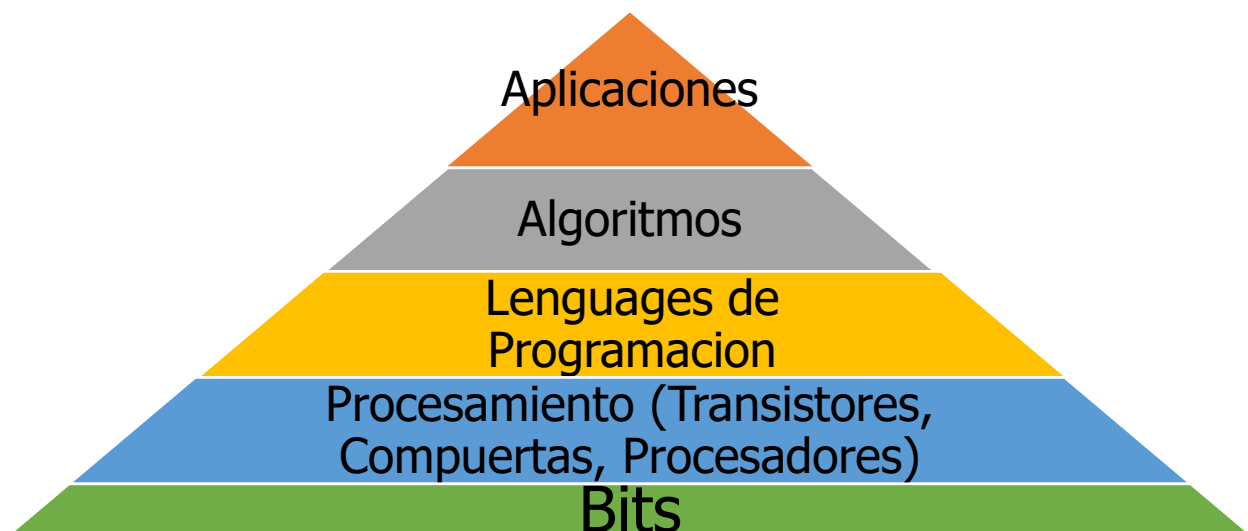 Aplicaciones
Algoritmos
Lenguages de
Programacion
Procesamiento (Transistores,
Compuertas, Procesadores)
Bits